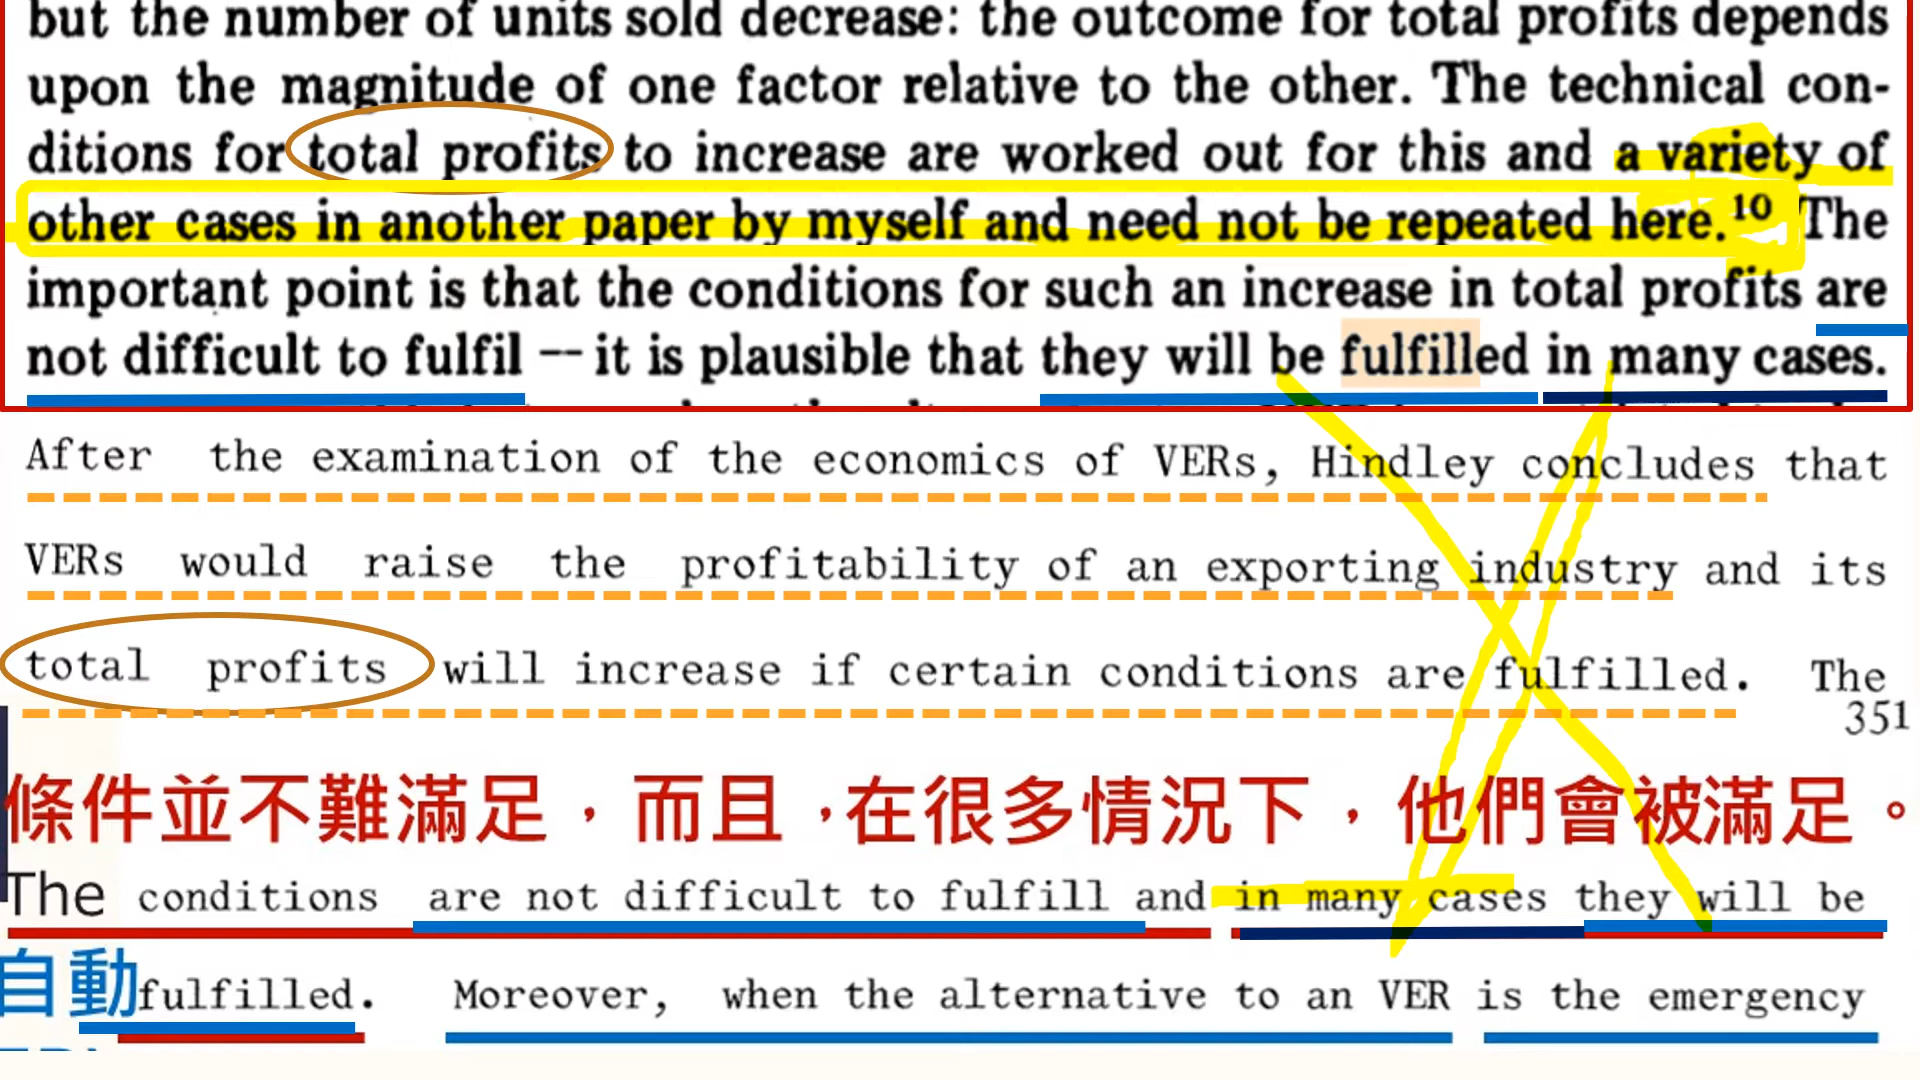 but the number of units sold decrease: the outcome for total profits depends
upon the magnitude of one factor relative to the other. The technical con-
ditions for total profits to increase are worked out for this and a variety of
other cases in another paper by myself and need not be repeated here.¹⁰ The
important point is that the conditions for such an increase in total profits are
not difficult to fulfil -- it is plausible that they will be fulfilled in many cases.
After the examination of the economics of VERs, Hindley concludes that
VERs would raise the profitability of an exporting industry and its
total profits will increase if certain conditions are fulfilled. The
351
條件並不難滿足，而且，在很多情況下，他們會被滿足。
The conditions are not difficult to fulfill and in many cases they will be
自動fulfilled. Moreover, when the alternative to an VER is the emergency